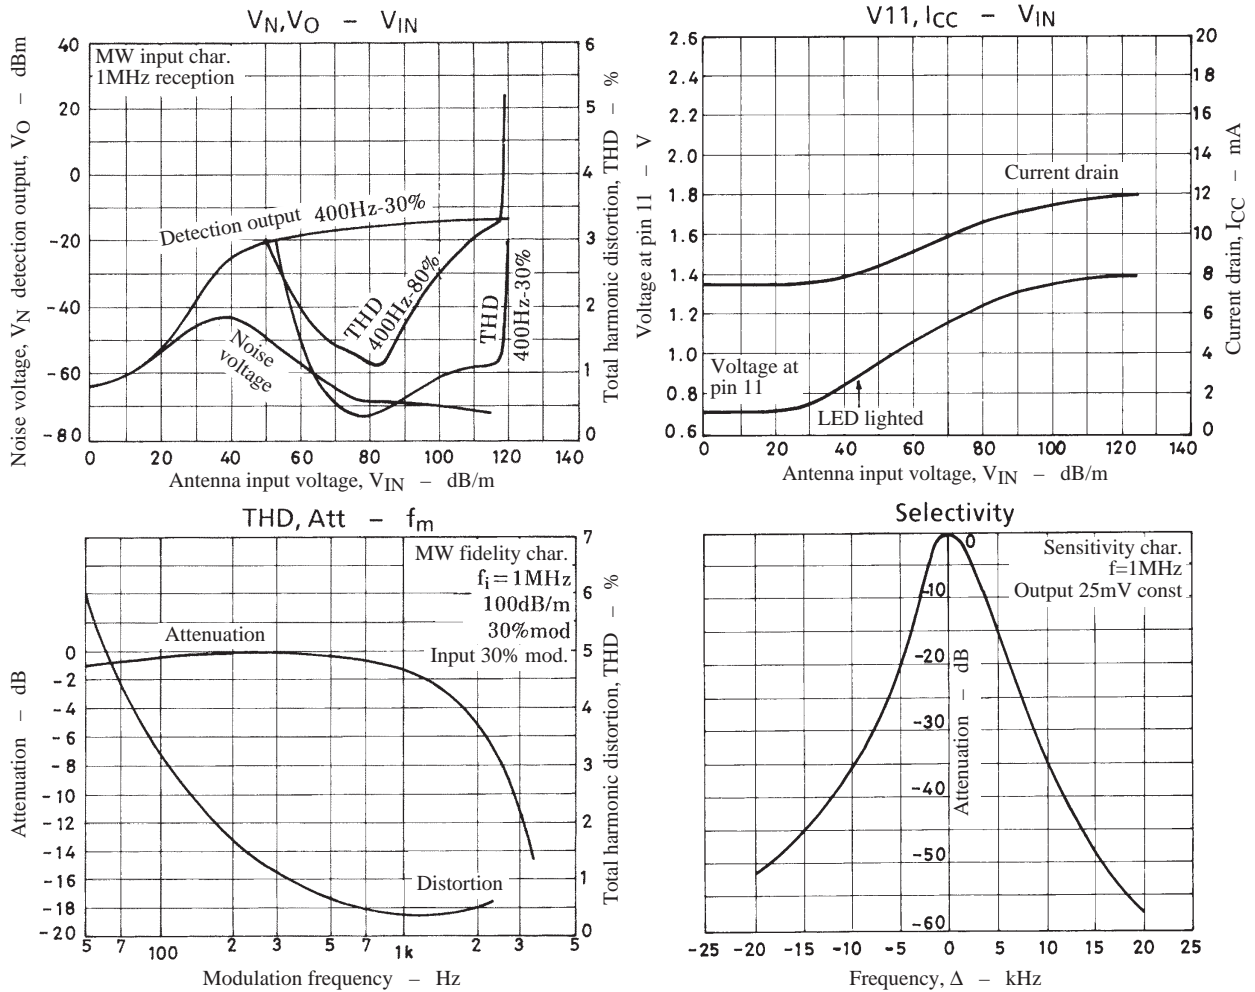 VN, VO – VIN
Noise voltage, VN detection output, VO – dBm
40
20
0
-20
-40
-60
-80
MW input char.
1MHz reception
Detection output 400Hz-30%
THD
400Hz-80%
THD
400Hz-30%
Noise
voltage
6
5
4
3
2
1
0
Total harmonic distortion, THD – %
0 20 40 60 80 100 120 140
Antenna input voltage, VIN – dB/m
V11, ICC – VIN
Voltage at pin 11 – V
2.6
2.4
2.2
2.0
1.8
1.6
1.4
1.2
1.0
0.8
0.6
Current drain
Voltage at
pin 11
LED lighted
20
18
16
14
12
10
8
6
4
2
0
Current drain, ICC – mA
0 20 40 60 80 100 120 140
Antenna input voltage, VIN – dB/m
THD, Att – fm
Attenuation – dB
0
-2
-4
-6
-8
-10
-12
-14
-16
-18
-20
MW fidelity char.
fi=1MHz
100dB/m
30%mod
Input 30% mod.
Attenuation
Distortion
7
6
5
4
3
2
1
0
Total harmonic distortion, THD – %
5 7 100 2 3 5 7 1k 2 3 5
Modulation frequency – Hz
Selectivity
Sensitivity char.
f=1MHz
Output 25mV const
0
-10
-20
-30
-40
-50
-60
Attenuation – dB
-25 -20 -15 -10 -5 0 5 10 15 20 25
Frequency, Δ – kHz